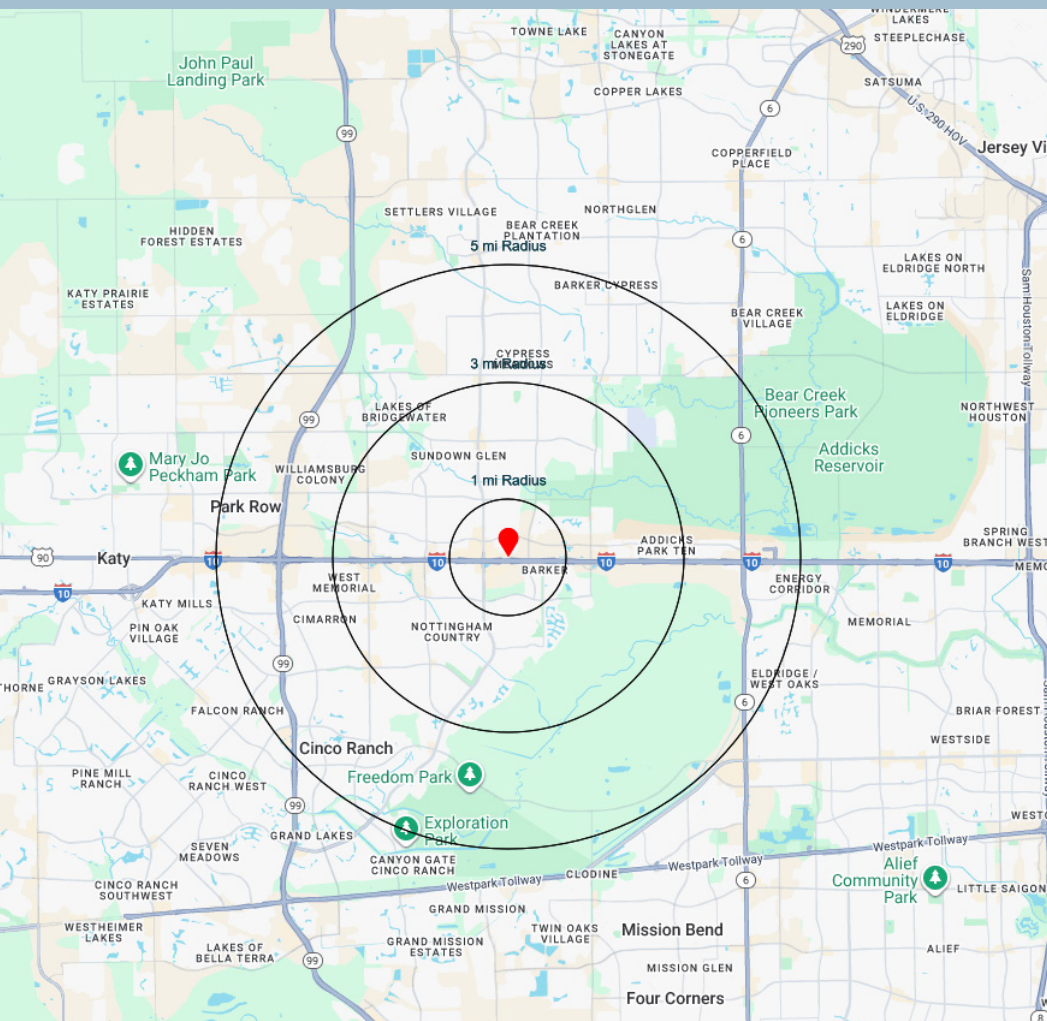 WINDERMERE
LAKES
TOWNE LAKE
CANYON
LAKES AT
STONEGATE
STEEPLECHASE
290
John Paul
Landing Park
SATSUMA
COPPER LAKES
U.S. 290 HOV
6
99
Jersey Vi
COPPERFIELD
PLACE
SETTLERS VILLAGE
NORTHGLEN
BEAR CREEK
PLANTATION
HIDDEN
FOREST ESTATES
5 mi Radius
6
LAKES ON
ELDRIDGE NORTH
BARKER CYPRESS
KATY PRAIRIE
ESTATES
LAKES ON
ELDRIDGE
BEAR CREEK
VILLAGE
Sam Houston Tollway
CYPRESS
MEADOWS
3 mi Radius
Bear Creek
Pioneers Park
LAKES OF
BRIDGEWATER
NORTHWEST
HOUSTON
99
6
Addicks
Reservoir
Mary Jo
Peckham Park
SUNDOWN GLEN
WILLIAMSBURG
COLONY
1 mi Radius
Park Row
SPRING
BRANCH WEST
ADDICKS
PARK TEN
90
Katy
10
10
10
10
10
MEMO
BARKER
WEST
MEMORIAL
ENERGY
CORRIDOR
10
KATY MILLS
CIMARRON
MEMORIAL
PIN OAK
VILLAGE
NOTTINGHAM
COUNTRY
99
THORNE
GRAYSON LAKES
ELDRIDGE /
WEST OAKS
6
FALCON RANCH
BRIAR FOREST
WESTSIDE
Cinco Ranch
Freedom Park
PINE MILL
RANCH
CINCO
RANCH WEST
99
WESTC
Exploration
Park
GRAND LAKES
SEVEN
MEADOWS
Westpark Tollway
CANYON GATE
CINCO RANCH
Westpark Tollway
CLODINE
6
Alief
Community
Park
Westpark Tollway
CINCO RANCH
SOUTHWEST
LITTLE SAIGON
GRAND MISSION
WESTHEIMER
LAKES
TWIN OAKS
VILLAGE
Mission Bend
GRAND MISSION
ESTATES
LAKES OF
BELLA TERRA
ALIEF
99
MISSION GLEN
Four Corners
8